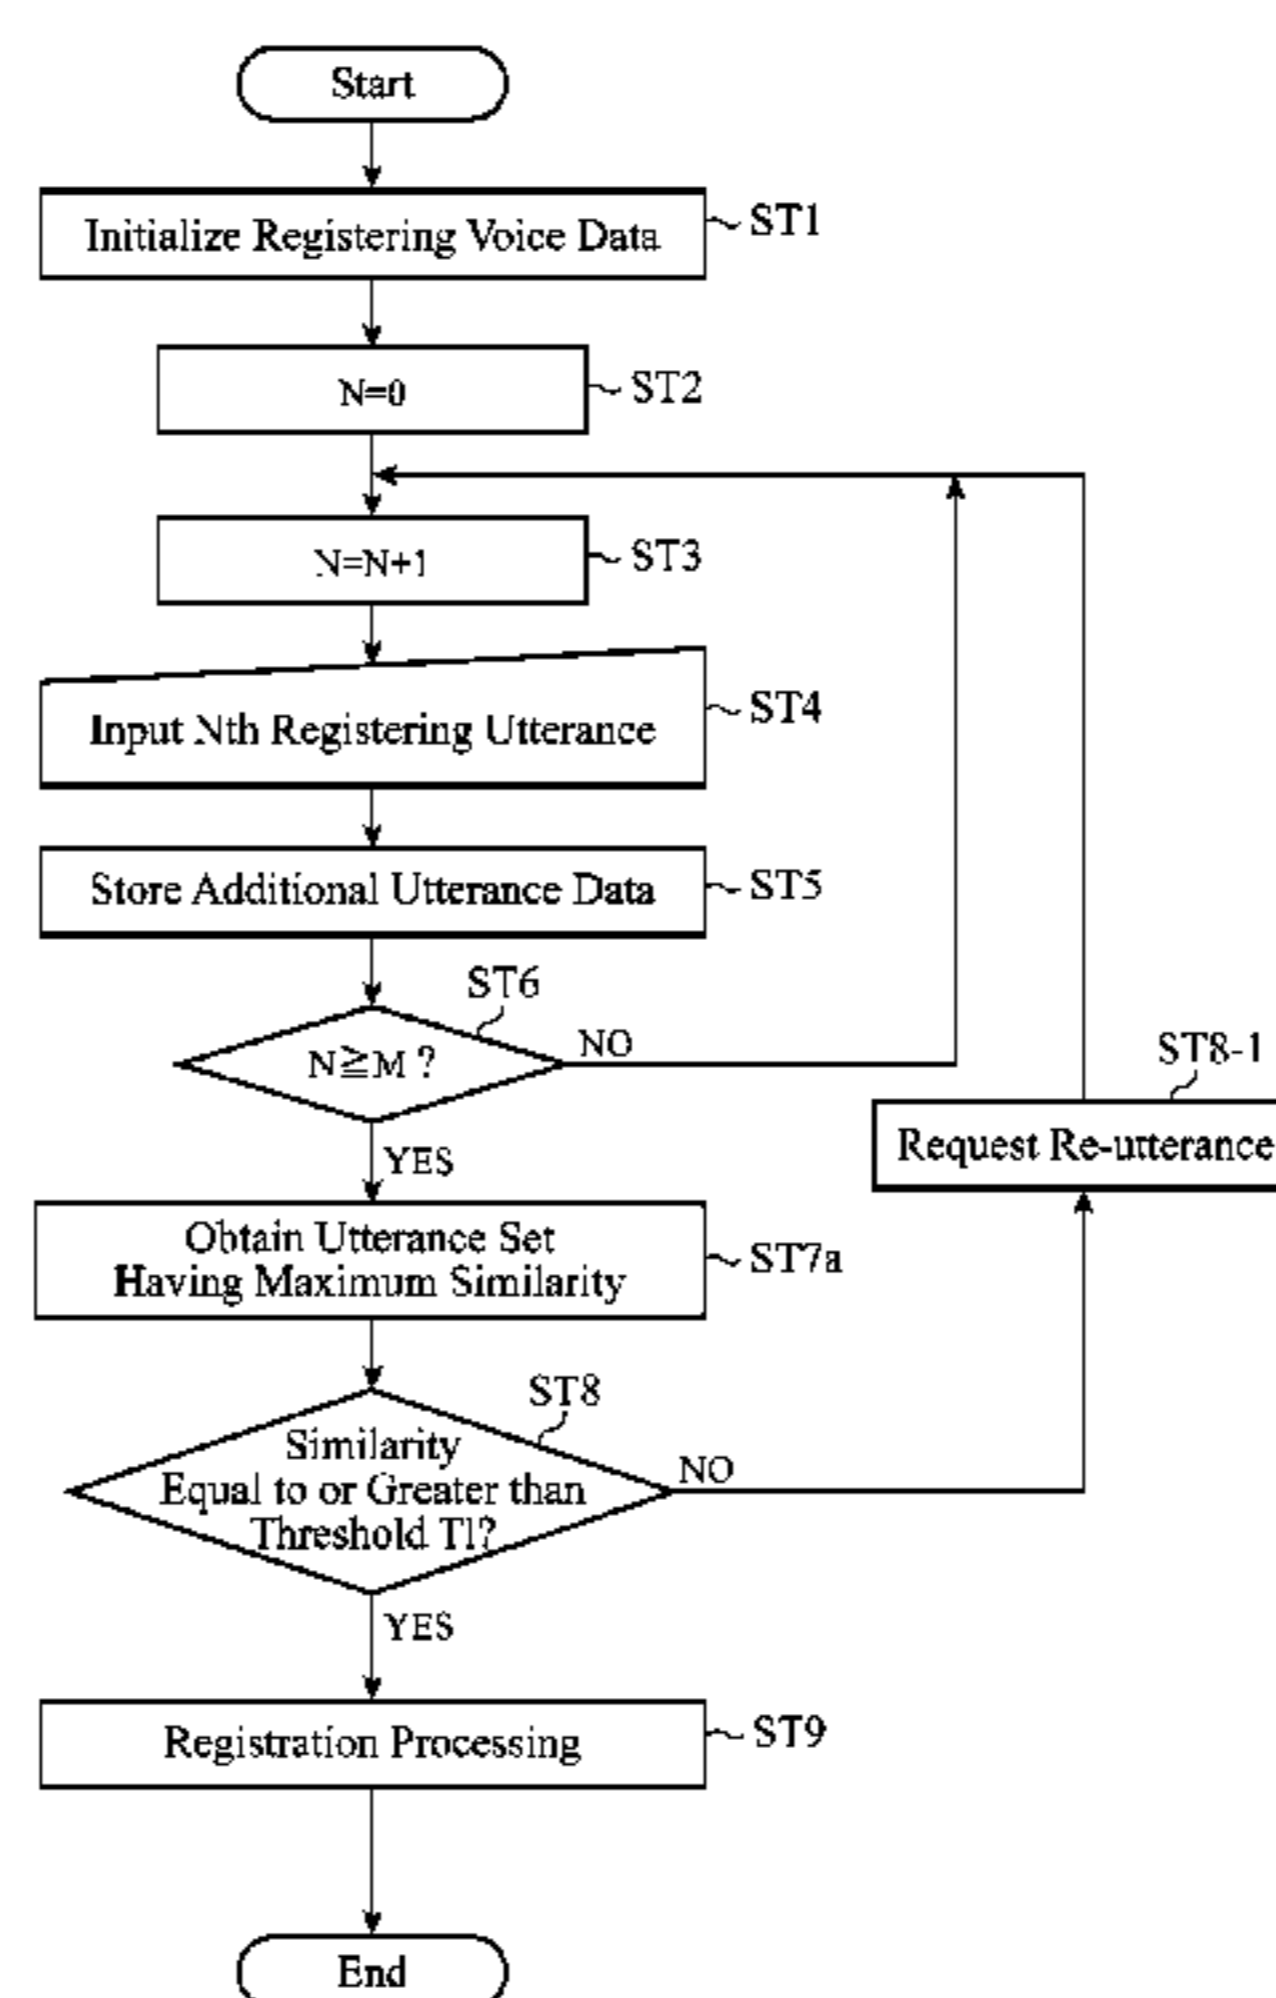 Start
Initialize Registering Voice Data
ST1
N=0
ST2
N=N+1
ST3
Input Nth Registering Utterance
ST4
Store Additional Utterance Data
ST5
ST6
N≧M ?
NO
YES
ST8-1
Request Re-utterance
Obtain Utterance Set
Having Maximum Similarity
ST7a
ST8
Similarity
Equal to or Greater than
Threshold T1?
NO
YES
Registration Processing
ST9
End